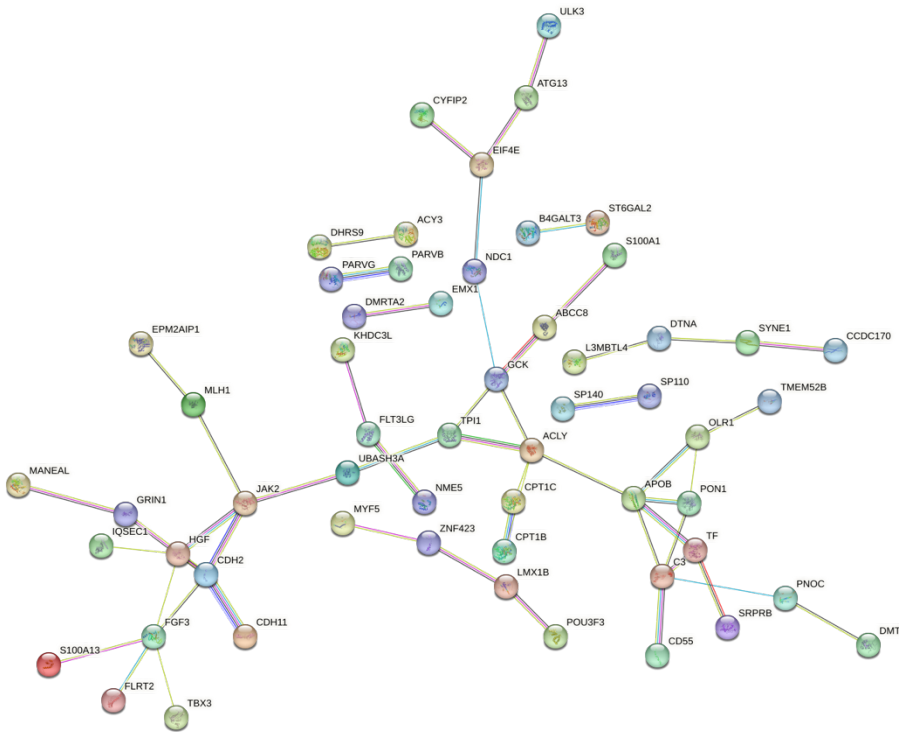 ULK3
ATG13
CYFIP2
EIF4E
ST6GAL2
B4GALT3
ACY3
DHRS9
S100A1
PARVB
NDC1
PARVG
EMX1
DMRTA2
ABCC8
EPM2AIP1
KHDC3L
DTNA
SYNE1
CCDC170
L3MBTL4
GCK
MLH1
SP110
SP140
TMEM52B
FLT3LG
TPI1
OLR1
ACLY
UBASH3A
MANEAL
JAK2
NME5
CPT1C
APOB
PON1
GRIN1
MYF5
IQSEC1
HGF
ZNF423
CPT1B
TF
CDH2
C3
LMX1B
PNOC
FGF3
CDH11
POU3F3
SRPRB
DMT
S100A13
CD55
FLRT2
TBX3